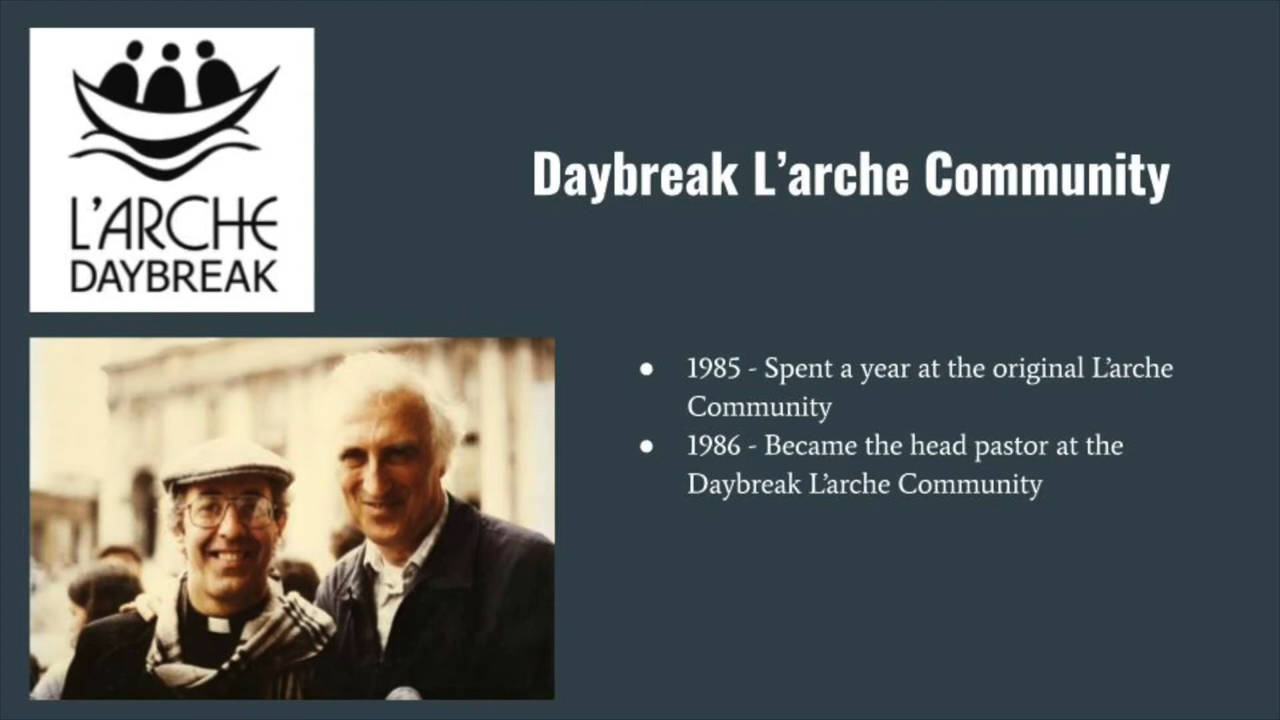 L'ARCHE
DAYBREAK
Daybreak L'arche Community
● 1985 - Spent a year at the original L'arche
Community
● 1986 - Became the head pastor at the
Daybreak L'arche Community